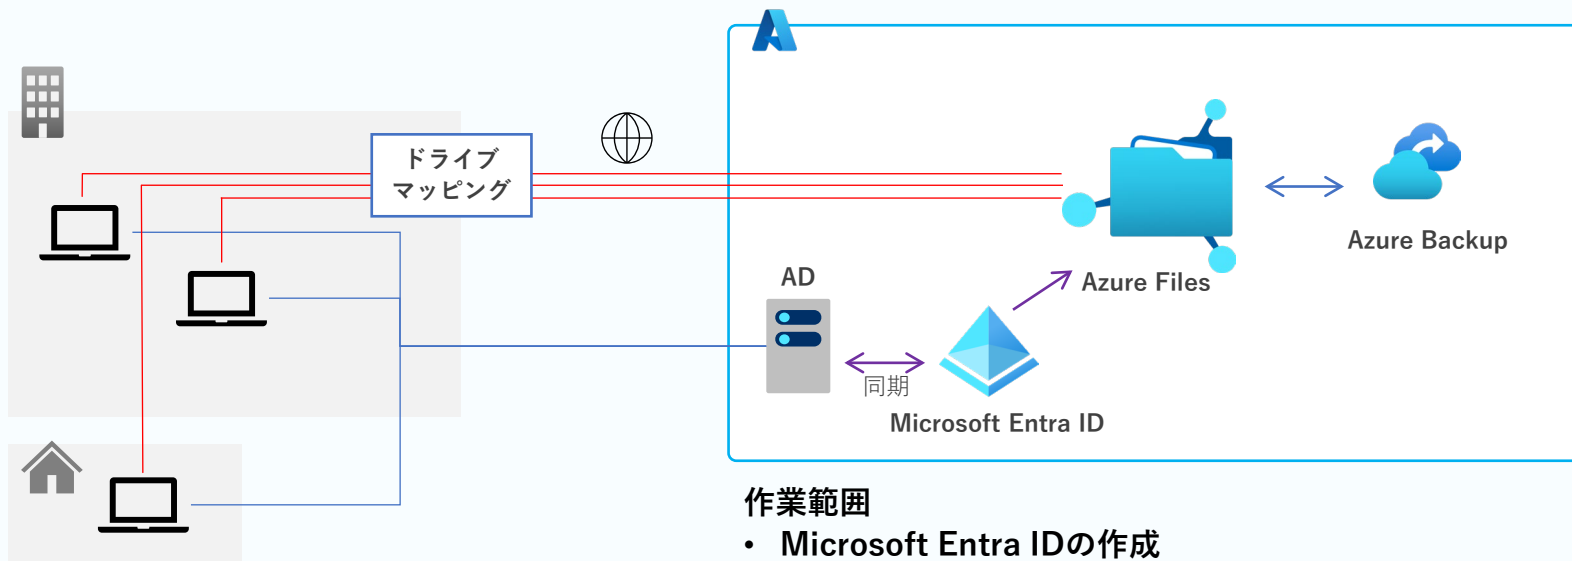 ドライブ
マッピング
Azure Backup
AD
Azure Files
同期
Microsoft Entra ID
作業範囲
• Microsoft Entra IDの作成